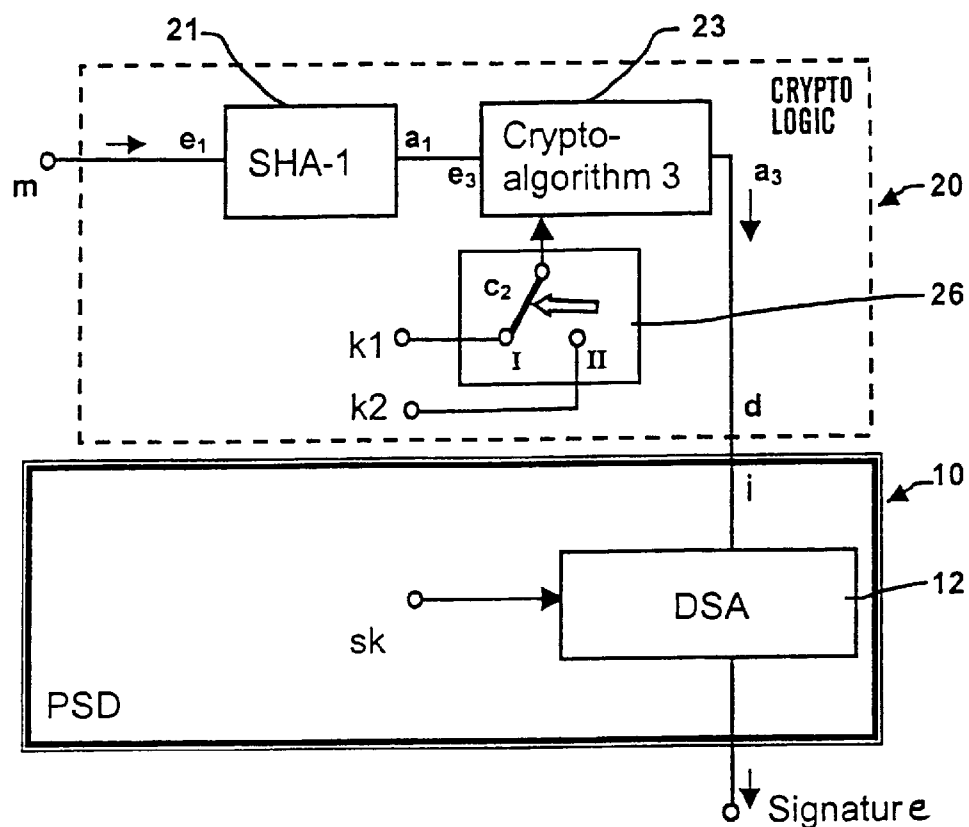 21
23
CRYPTO
LOGIC
e₁
SHA-1
a₁
e₃
Crypto-
algorithm 3
a₃
m
20
c₂
26
k1
I
II
k2
d
10
i
DSA
12
sk
PSD
Signature